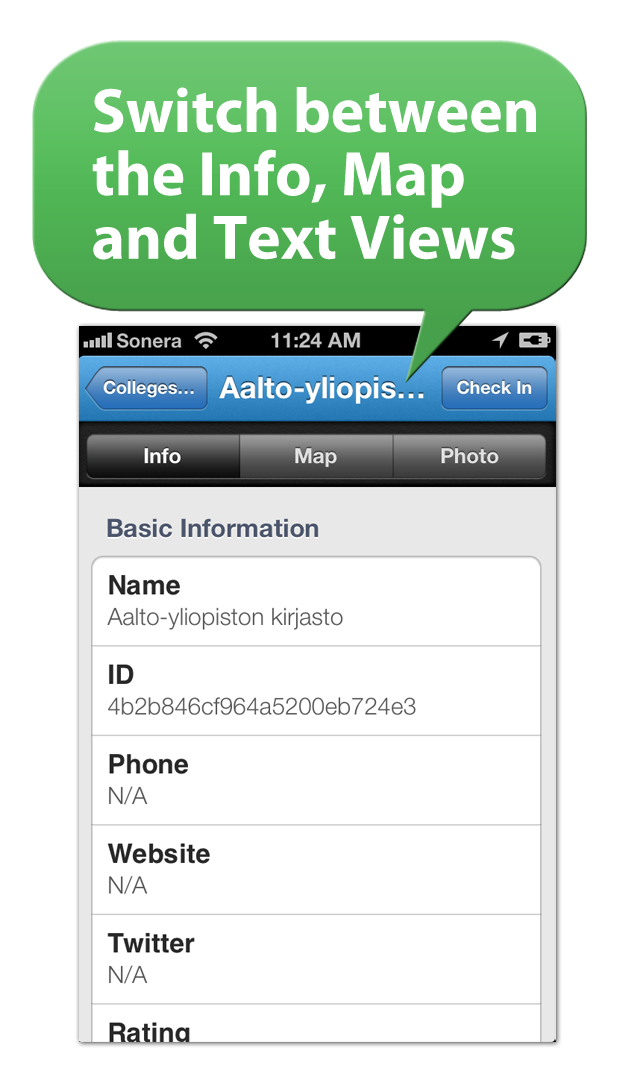 Switch between
the Info, Map
and Text Views
Sonera 11:24 AM
Colleges... Aalto-yliopis... Check In
Info Map Photo
Basic Information
Name
Aalto-yliopiston kirjasto
ID
4b2b846cf964a5200eb724e3
Phone
N/A
Website
N/A
Twitter
N/A
Rating